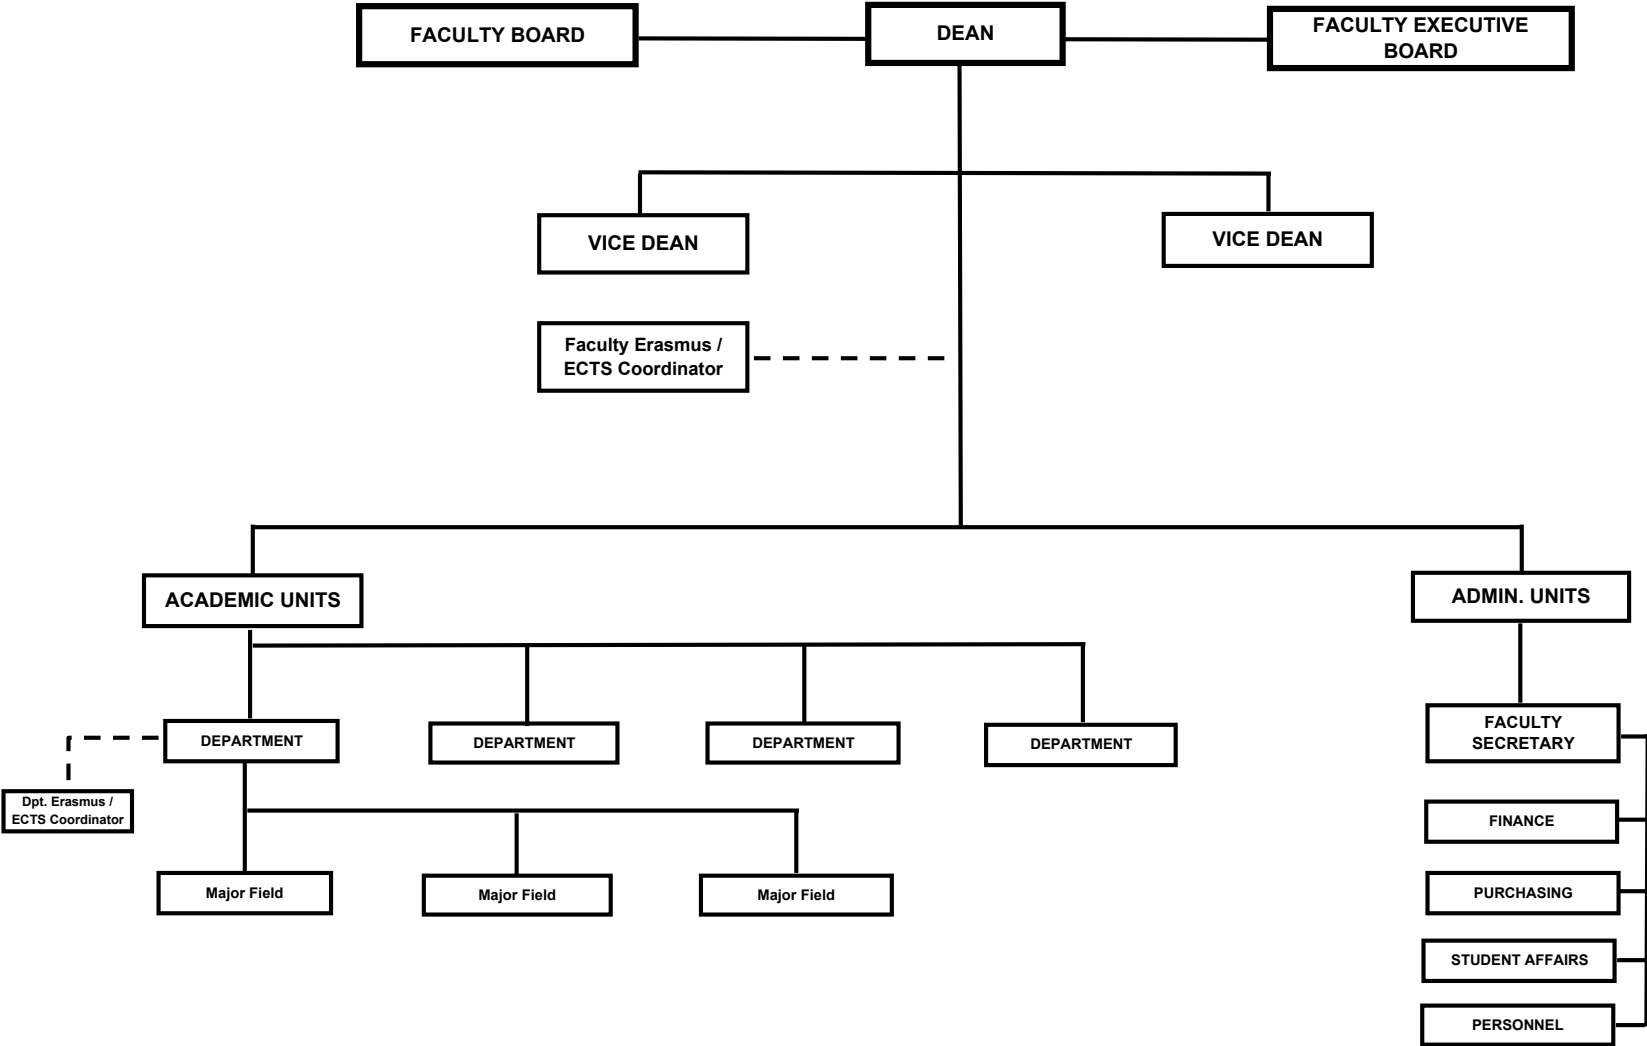 FACULTY BOARD
DEAN
FACULTY EXECUTIVE
BOARD
VICE DEAN
VICE DEAN
Faculty Erasmus /
ECTS Coordinator
ACADEMIC UNITS
ADMIN. UNITS
DEPARTMENT
DEPARTMENT
DEPARTMENT
DEPARTMENT
FACULTY
SECRETARY
Dpt. Erasmus /
ECTS Coordinator
FINANCE
Major Field
Major Field
Major Field
PURCHASING
STUDENT AFFAIRS
PERSONNEL